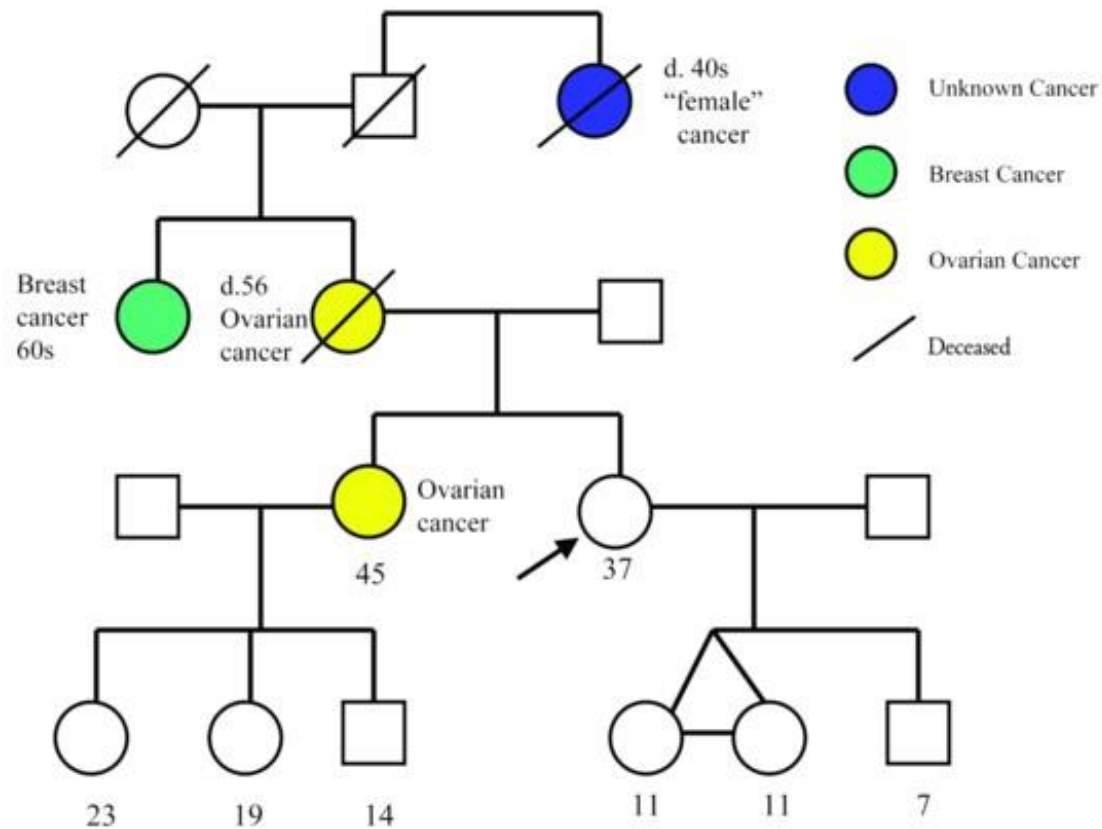 d. 40s
“female”
cancer
Unknown Cancer
Breast Cancer
Ovarian Cancer
Deceased
Breast
cancer
60s
d.56
Ovarian
cancer
Ovarian
cancer
45
37
23
19
14
11
11
7